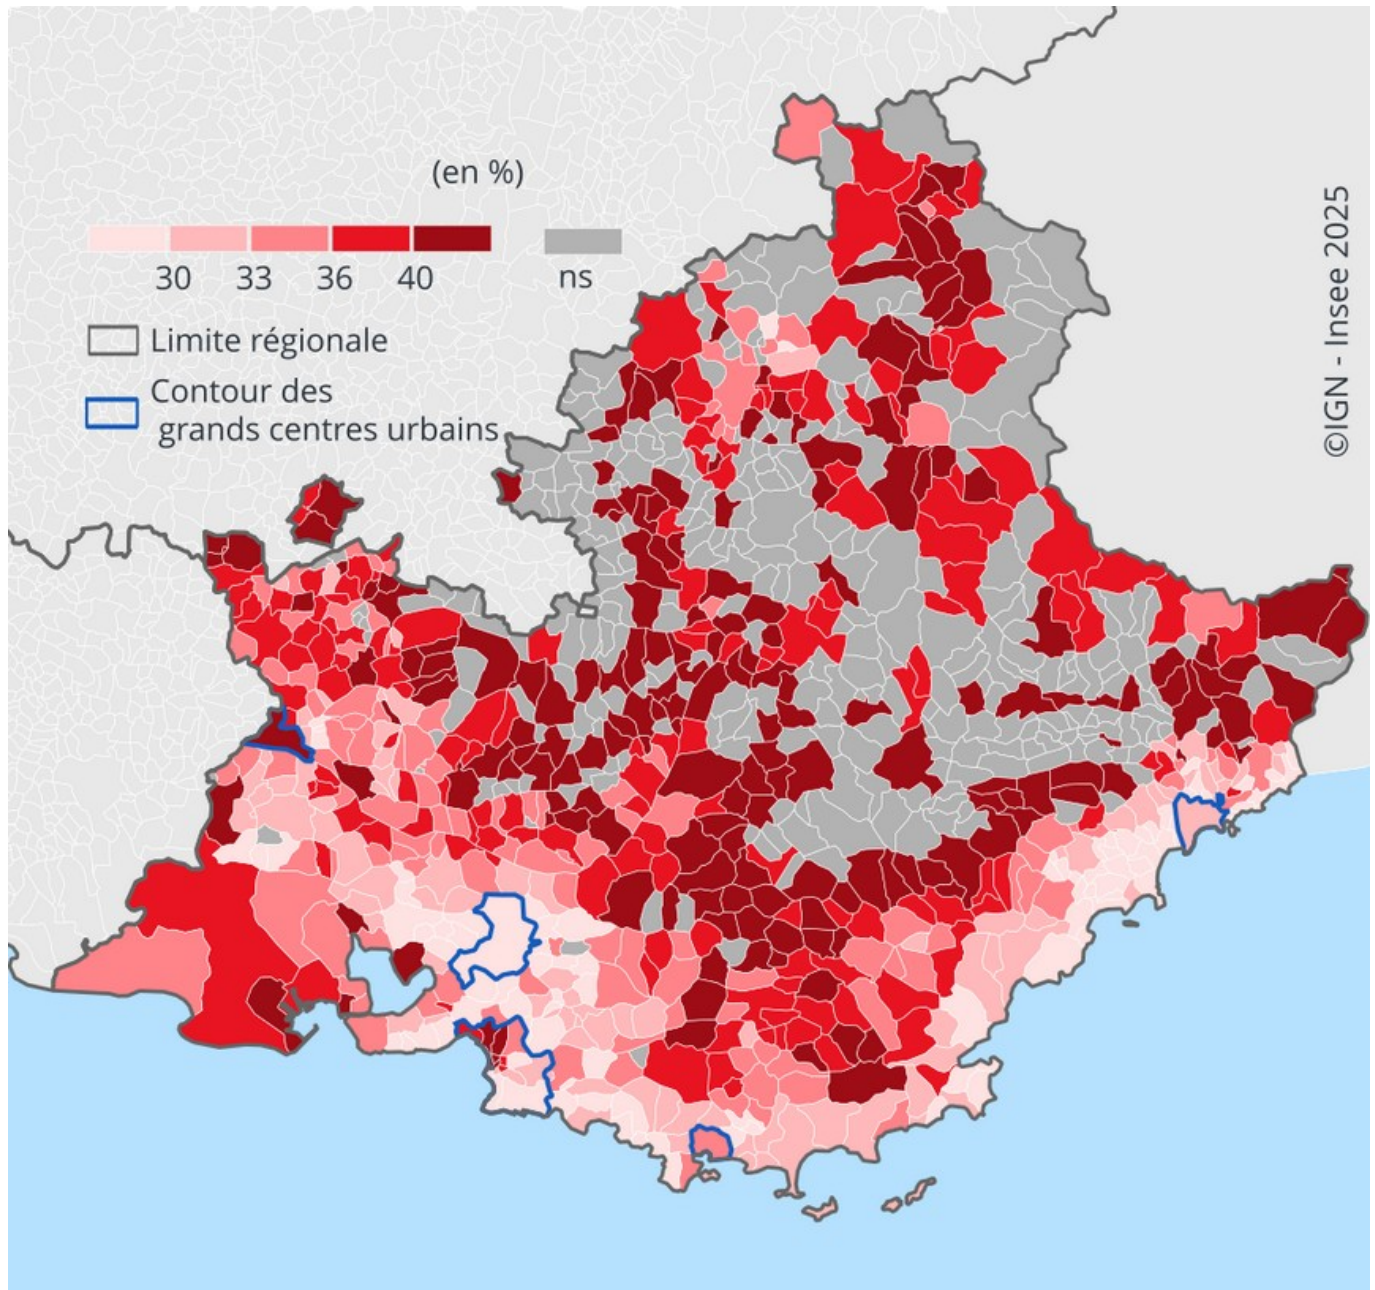 (en %)
30 33 36 40 ns
Limite régionale
Contour des
grands centres urbains
©IGN - Insee 2025